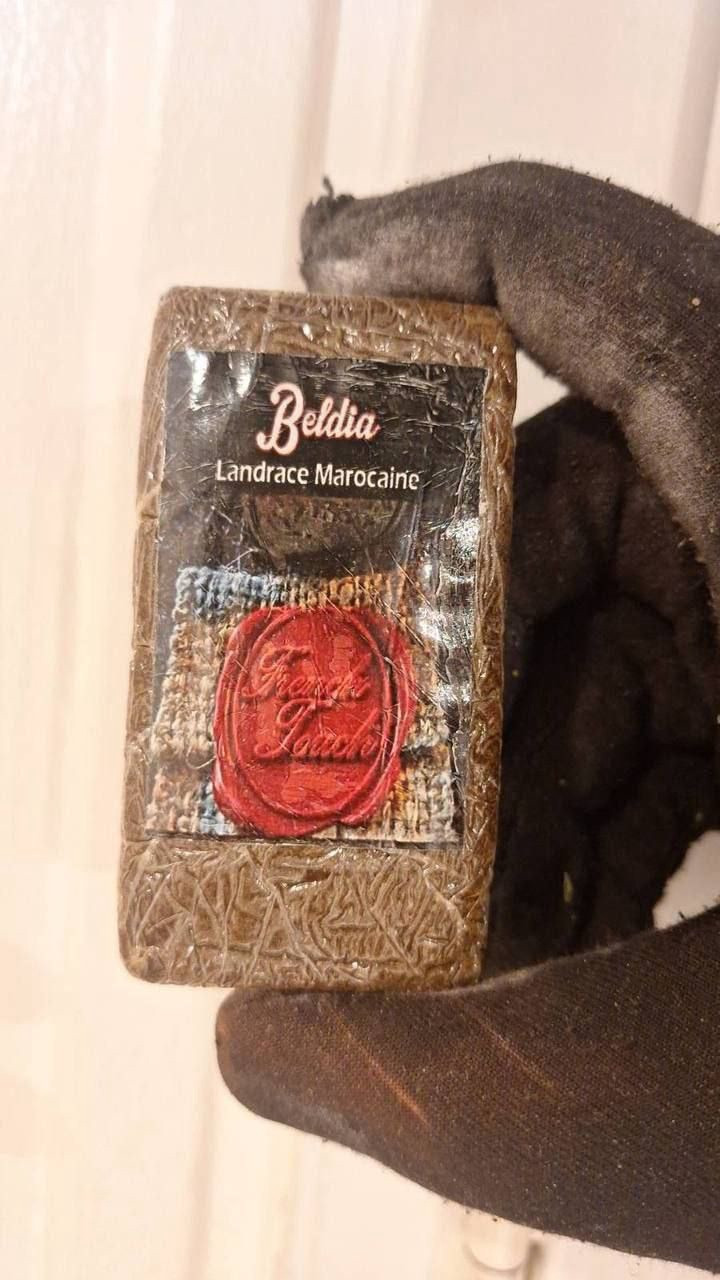 Beldia
Landrace Marocaine
French
Touch